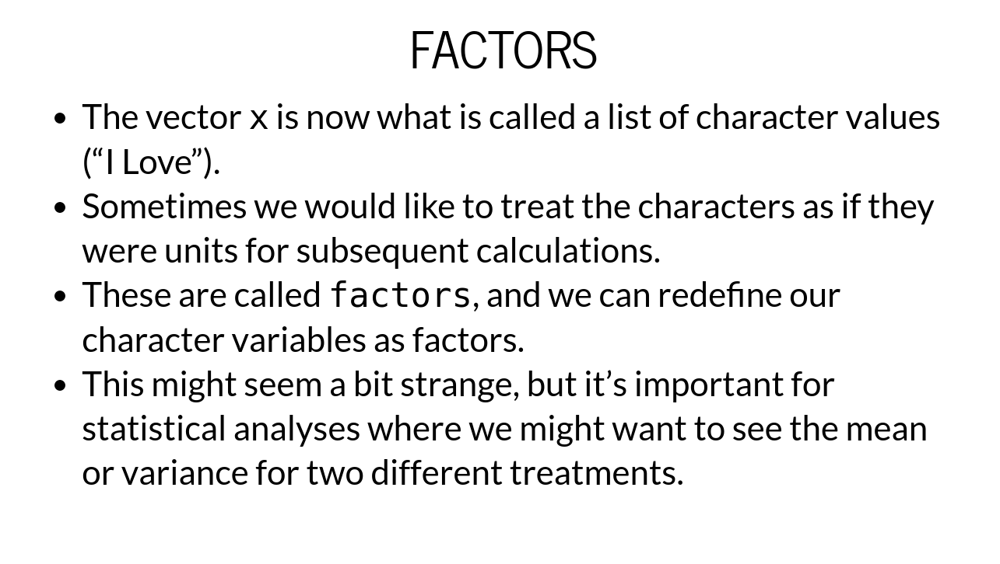 FACTORS
• The vector x is now what is called a list of character values
(“I Love”).
• Sometimes we would like to treat the characters as if they
were units for subsequent calculations.
• These are called factors, and we can redefine our
character variables as factors.
• This might seem a bit strange, but it’s important for
statistical analyses where we might want to see the mean
or variance for two different treatments.